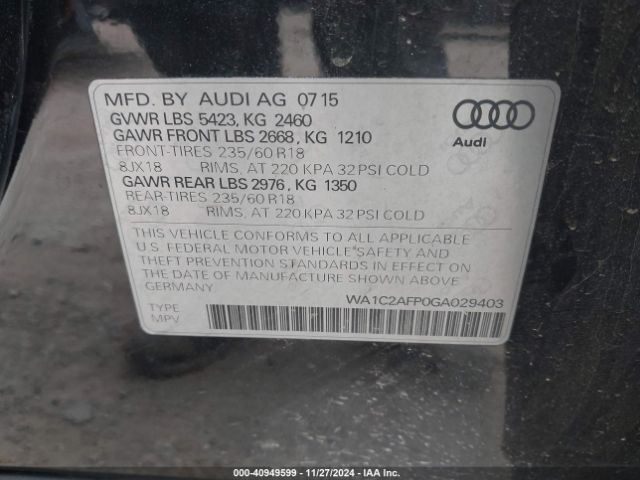 MFD. BY AUDI AG 0715
GVWR LBS 5423, KG 2460
GAWR FRONT LBS 2668, KG 1210
FRONT-TIRES 235/60 R18
8JX18 RIMS, AT 220 KPA 32 PSI COLD
GAWR REAR LBS 2976, KG 1350
REAR-TIRES 235/60 R18
8JX18 RIMS, AT 220 KPA 32 PSI COLD
THIS VEHICLE CONFORMS TO ALL APPLICABLE
U.S. FEDERAL MOTOR VEHICLE SAFETY AND
THEFT PREVENTION STANDARDS IN EFFECT ON
THE DATE OF MANUFACTURE SHOWN ABOVE
GERMANY
WA1C2AFP0GA029403
TYPE
MPV
Audi
000-40949599 - 11/27/2024 - IAA Inc.